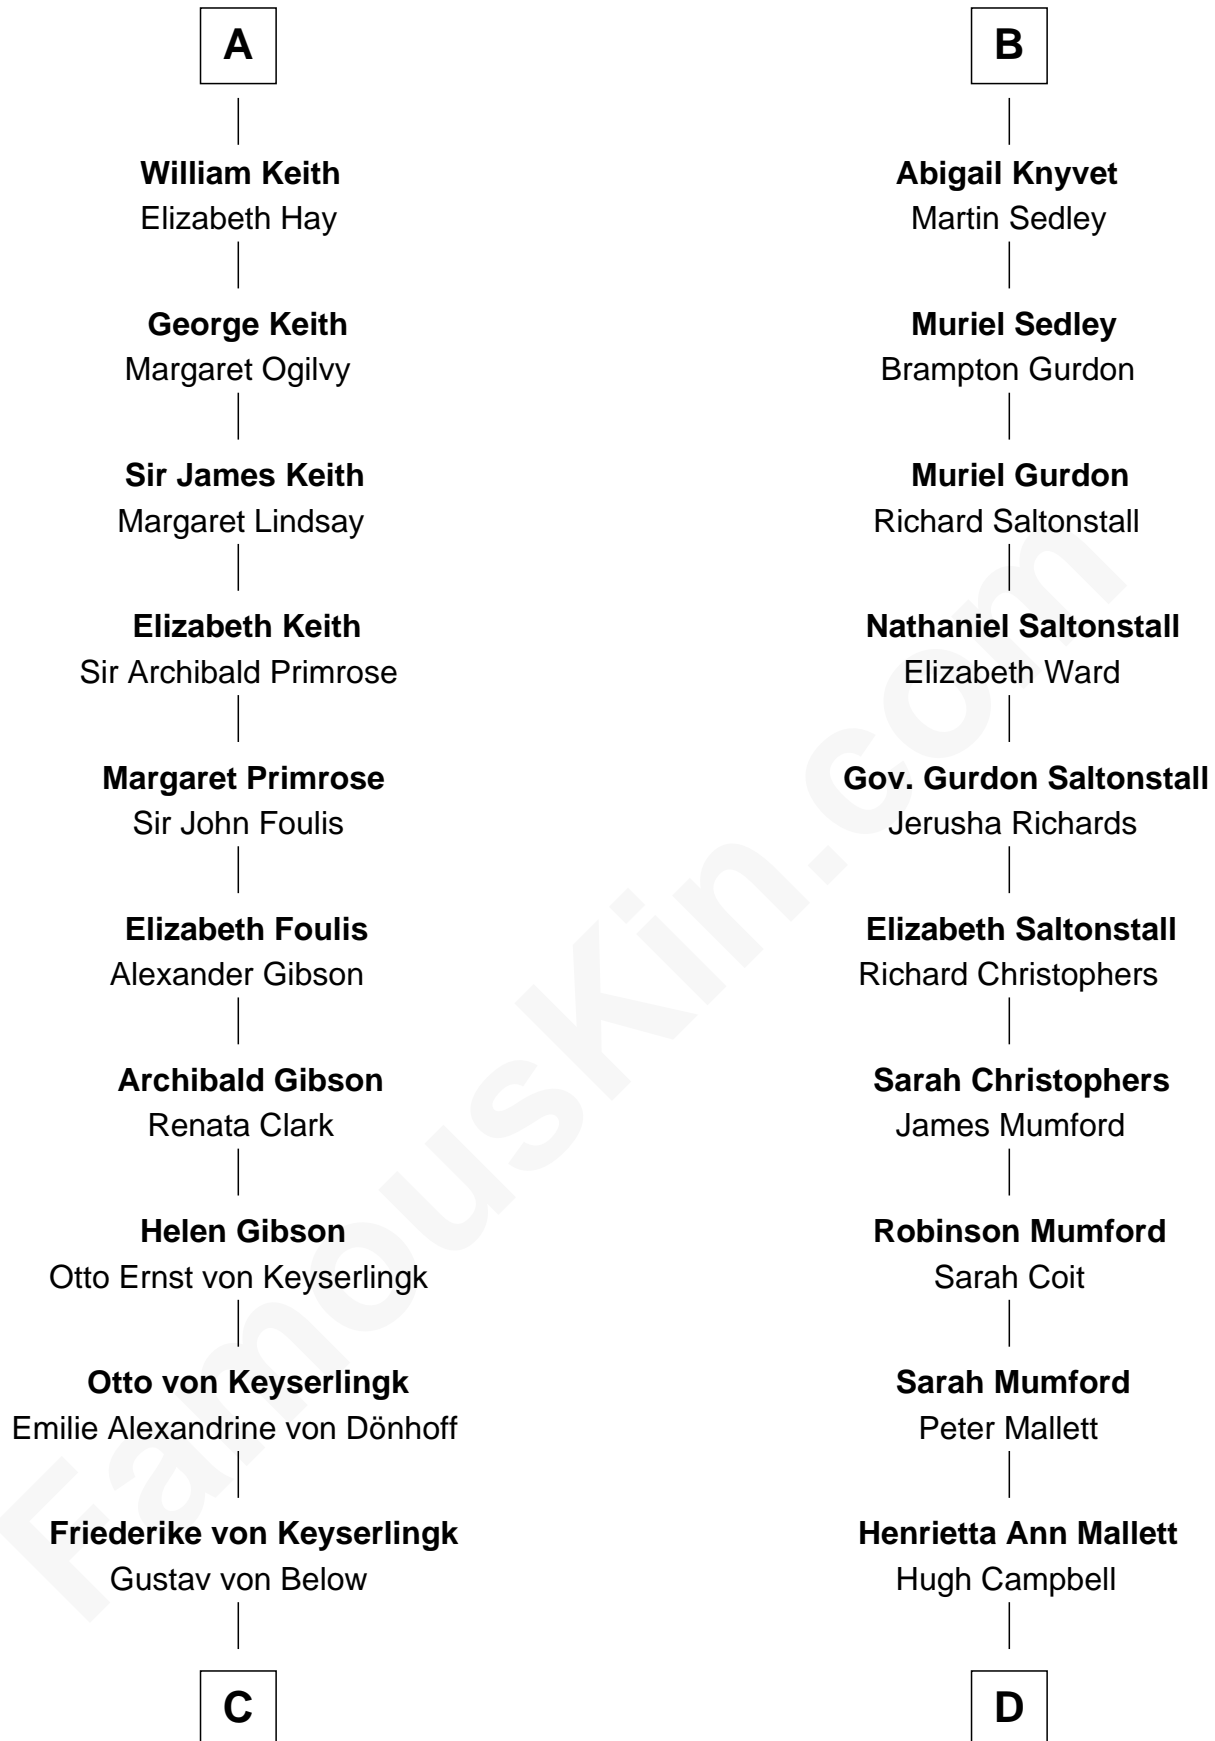 A
William Keith
Elizabeth Hay
George Keith
Margaret Ogilvy
Sir James Keith
Margaret Lindsay
Elizabeth Keith
Sir Archibald Primrose
Margaret Primrose
Sir John Foulis
Elizabeth Foulis
Alexander Gibson
Archibald Gibson
Renata Clark
Helen Gibson
Otto Ernst von Keyserlingk
Otto von Keyserlingk
Emilie Alexandrine von Dönhoff
Friederike von Keyserlingk
Gustav von Below
C
B
Abigail Knyvet
Martin Sedley
Muriel Sedley
Brampton Gurdon
Muriel Gurdon
Richard Saltonstall
Nathaniel Saltonstall
Elizabeth Ward
Gov. Gurdon Saltonstall
Jerusha Richards
Elizabeth Saltonstall
Richard Christophers
Sarah Christophers
James Mumford
Robinson Mumford
Sarah Coit
Sarah Mumford
Peter Mallett
Henrietta Ann Mallett
Hugh Campbell
D
FamousKin.com